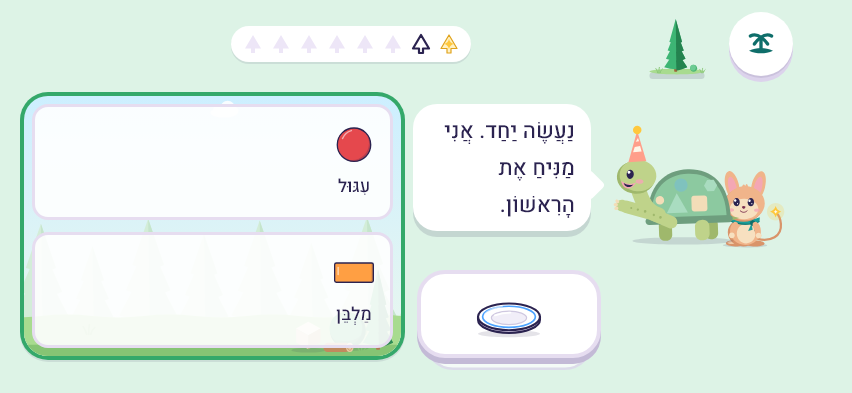 נַעֲשֶׂה יַחַד. אֲנִי
מַנִּיחַ אֶת
הָרִאשׁוֹן.
עִגּוּל
מַלְבֵּן